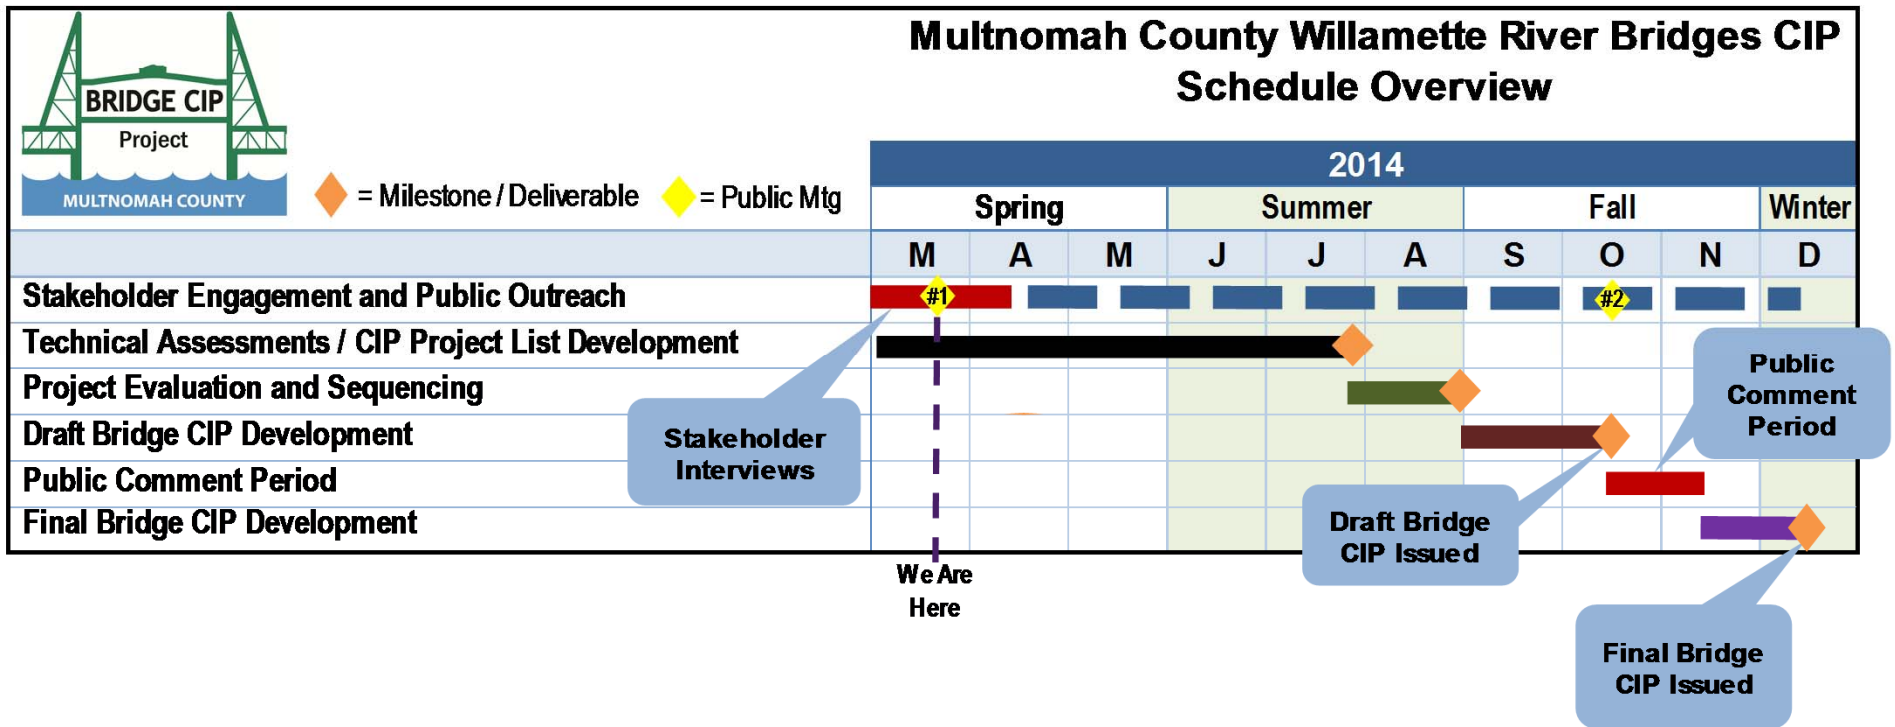 Multnomah County Willamette River Bridges CIP
Schedule Overview
BRIDGE CIP
Project
MULTNOMAH COUNTY
= Milestone / Deliverable
= Public Mtg
2014
Spring
Summer
Fall
Winter
M A M J J A S O N D
Stakeholder Engagement and Public Outreach
#1
#2
Technical Assessments / CIP Project List Development
Project Evaluation and Sequencing
Draft Bridge CIP Development
Public Comment Period
Final Bridge CIP Development
Stakeholder
Interviews
Public
Comment
Period
Draft Bridge
CIP Issued
We Are
Here
Final Bridge
CIP Issued